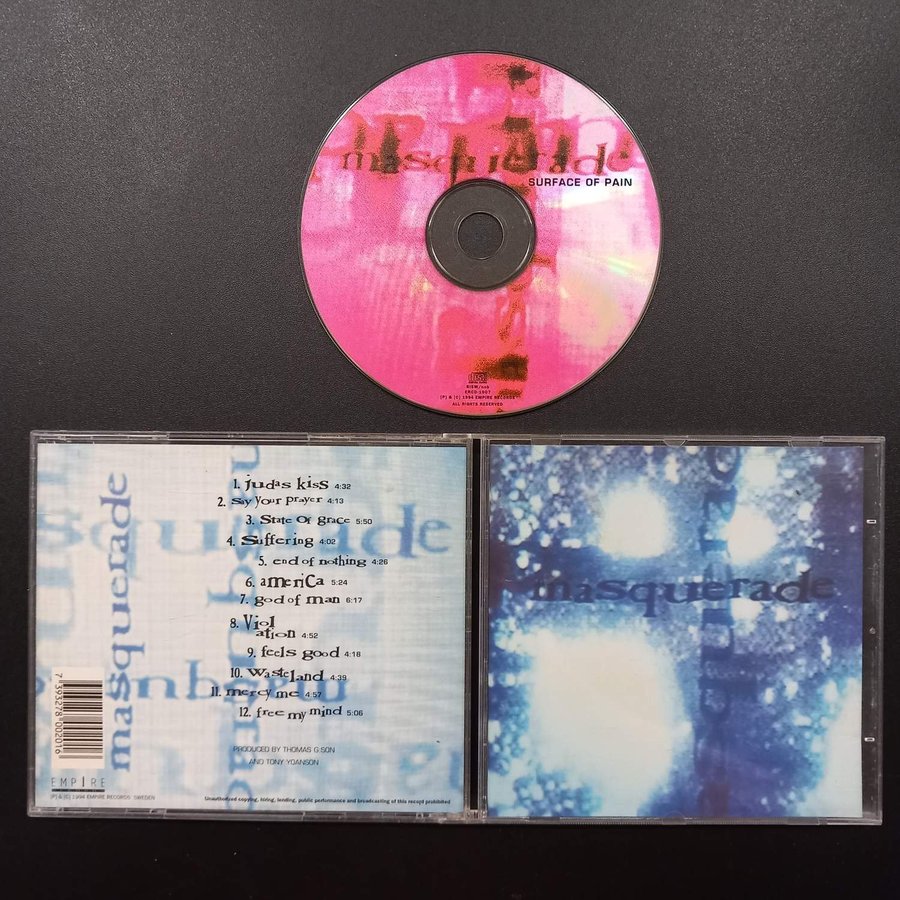 masquerade
SURFACE OF PAIN
ERCD-1007
(P) & (C) 1994 EMPIRE RECORDS
ALL RIGHTS RESERVED
masquerade
1. judas kiss 4:32
2. say your prayer 4:13
3. State of grace 5:50
4. Suffering 4:02
5. end of nothing 4:26
6. america 5:24
7. god of man 6:17
8. Viol
ation 4:52
9. feels good 4:18
10. Wasteland 4:39
11. mercy me 4:57
12. free my mind 5:06
PRODUCED BY THOMAS G:SON
AND TONY YOANSON
7 393278 002016
EMPIRE
(P) & (C) 1994 EMPIRE RECORDS SWEDEN
Unauthorized copying, hiring, lending, public performance and broadcasting of this record prohibited
masquerade